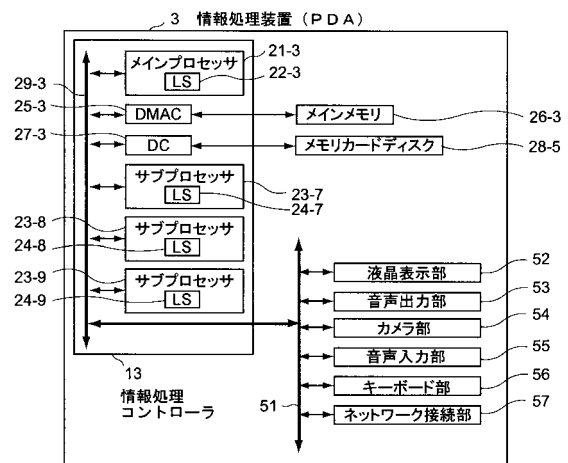 3 情報処理装置（PDA）
メインプロセッサ
LS
21-3
22-3
29-3
25-3
DMAC
メインメモリ
26-3
27-3
DC
メモリカードディスク
28-5
サブプロセッサ
LS
23-7
24-7
23-8
サブプロセッサ
24-8
LS
23-9
サブプロセッサ
24-9
LS
13
情報処理
コントローラ
51
液晶表示部
52
音声出力部
53
カメラ部
54
音声入力部
55
キーボード部
56
ネットワーク接続部
57